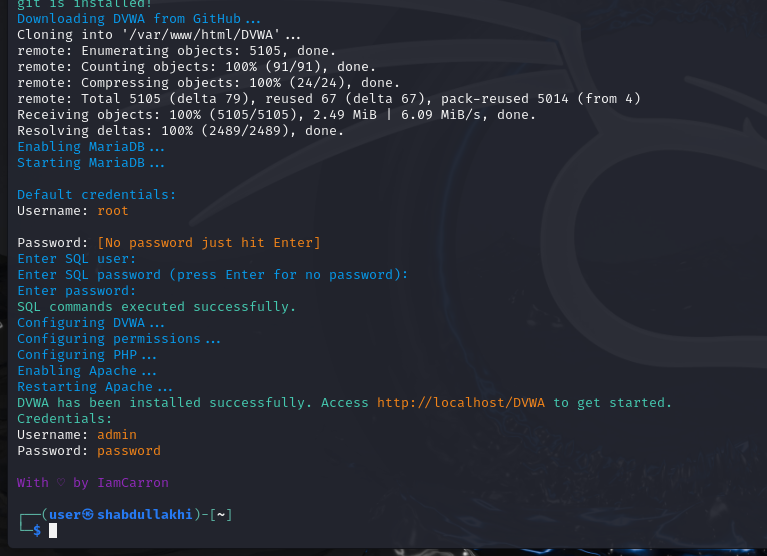 git is installed!
Downloading DVWA from GitHub...
Cloning into '/var/www/html/DVWA'...
remote: Enumerating objects: 5105, done.
remote: Counting objects: 100% (91/91), done.
remote: Compressing objects: 100% (24/24), done.
remote: Total 5105 (delta 79), reused 67 (delta 67), pack-reused 5014 (from 4)
Receiving objects: 100% (5105/5105), 2.49 MiB | 6.09 MiB/s, done.
Resolving deltas: 100% (2489/2489), done.
Enabling MariaDB...
Starting MariaDB...
Default credentials:
Username: root
Password: [No password just hit Enter]
Enter SQL user:
Enter SQL password (press Enter for no password):
Enter password:
SQL commands executed successfully.
Configuring DVWA...
Configuring permissions...
Configuring PHP...
Enabling Apache...
Restarting Apache...
DVWA has been installed successfully. Access http://localhost/DVWA to get started.
Credentials:
Username: admin
Password: password
With ♡ by IamCarron
┌──(user㉿shabdullakhi)-[~]
└─$